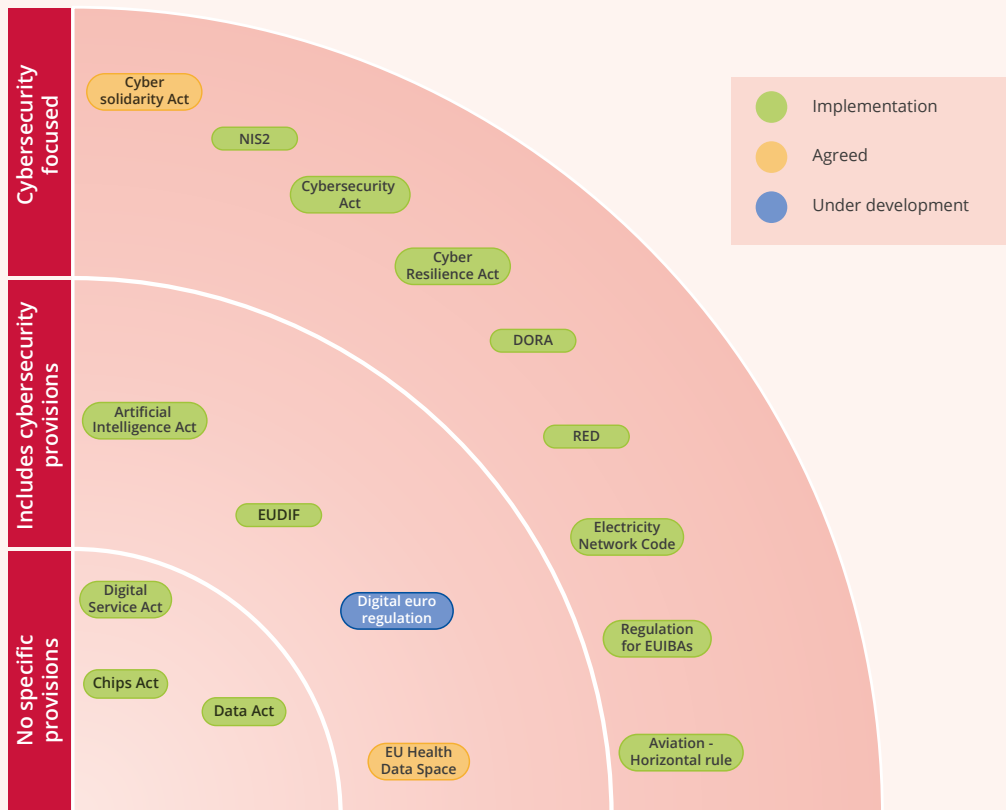 Cybersecurity
focused
Cyber
solidarity Act
NIS2
Cybersecurity
Act
Cyber
Resilience Act
DORA
RED
Electricity
Network Code
Regulation
for EUIBAs
Aviation -
Horizontal rule
Implementation
Agreed
Under development
Includes cybersecurity
provisions
Artificial
Intelligence Act
EUDIF
Digital euro
regulation
EU Health
Data Space
No specific
provisions
Digital
Service Act
Chips Act
Data Act